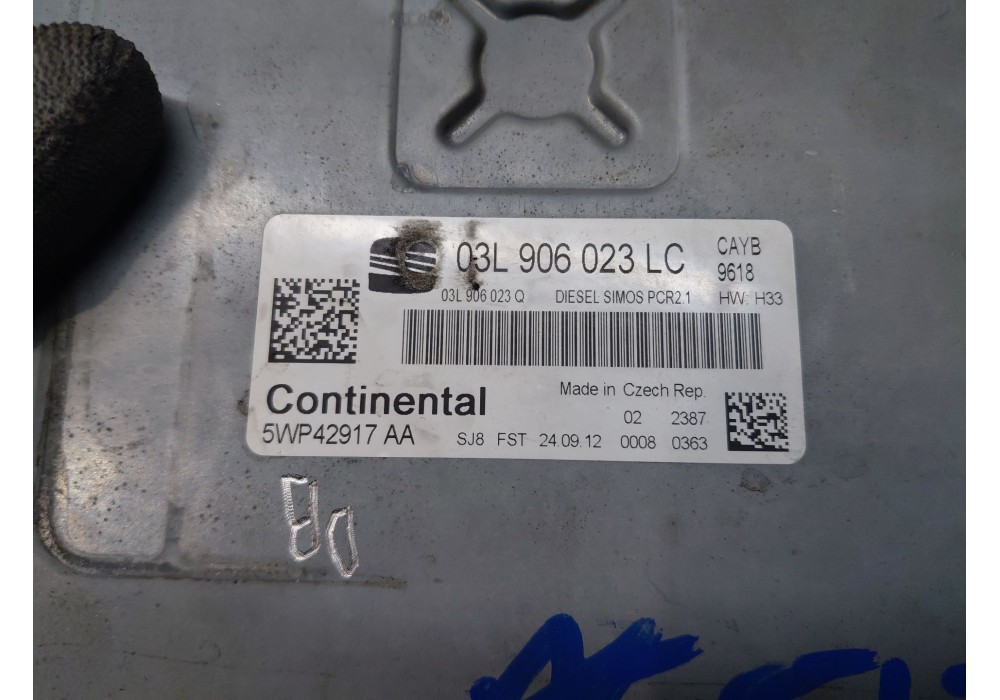 03L 906 023 LC CAYB
9618
03L 906 023 Q DIESEL SIMOS PCR2.1 HW: H33
Continental Made in Czech Rep.
02 2387
5WP42917 AA SJ8 FST 24.09.12 0008 0363